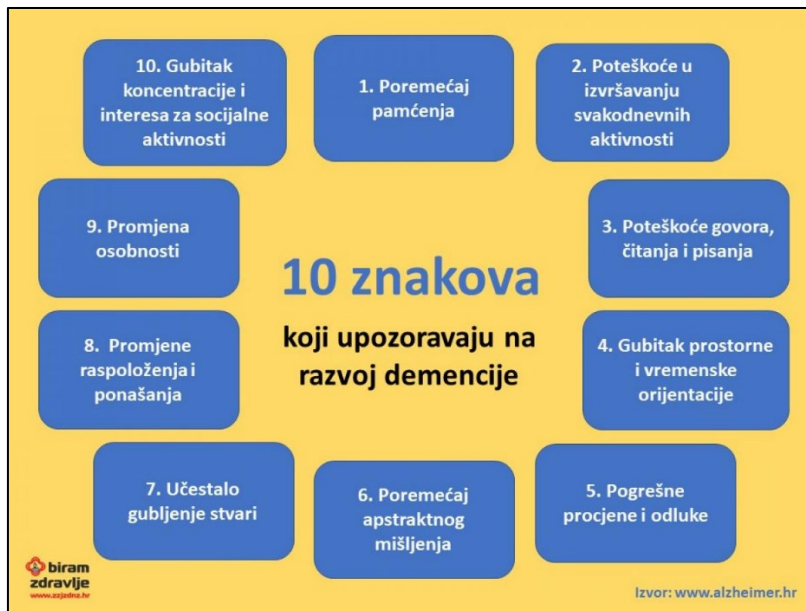 10. Gubitak
koncentracije i
interesa za socijalne
aktivnosti
1. Poremećaj
pamćenja
2. Poteškoće u
izvršavanju
svakodnevnih
aktivnosti
9. Promjena
osobnosti
3. Poteškoće govora,
čitanja i pisanja
10 znakova
koji upozoravaju na
razvoj demencije
8. Promjene
raspoloženja i
ponašanja
4. Gubitak prostorne
i vremenske
orijentacije
7. Učestalo
gubljenje stvari
6. Poremećaj
apstraktnog
mišljenja
5. Pogrešne
procjene i odluke
biram
zdravlje
www.zzjzdnz.hr
Izvor: www.alzheimer.hr